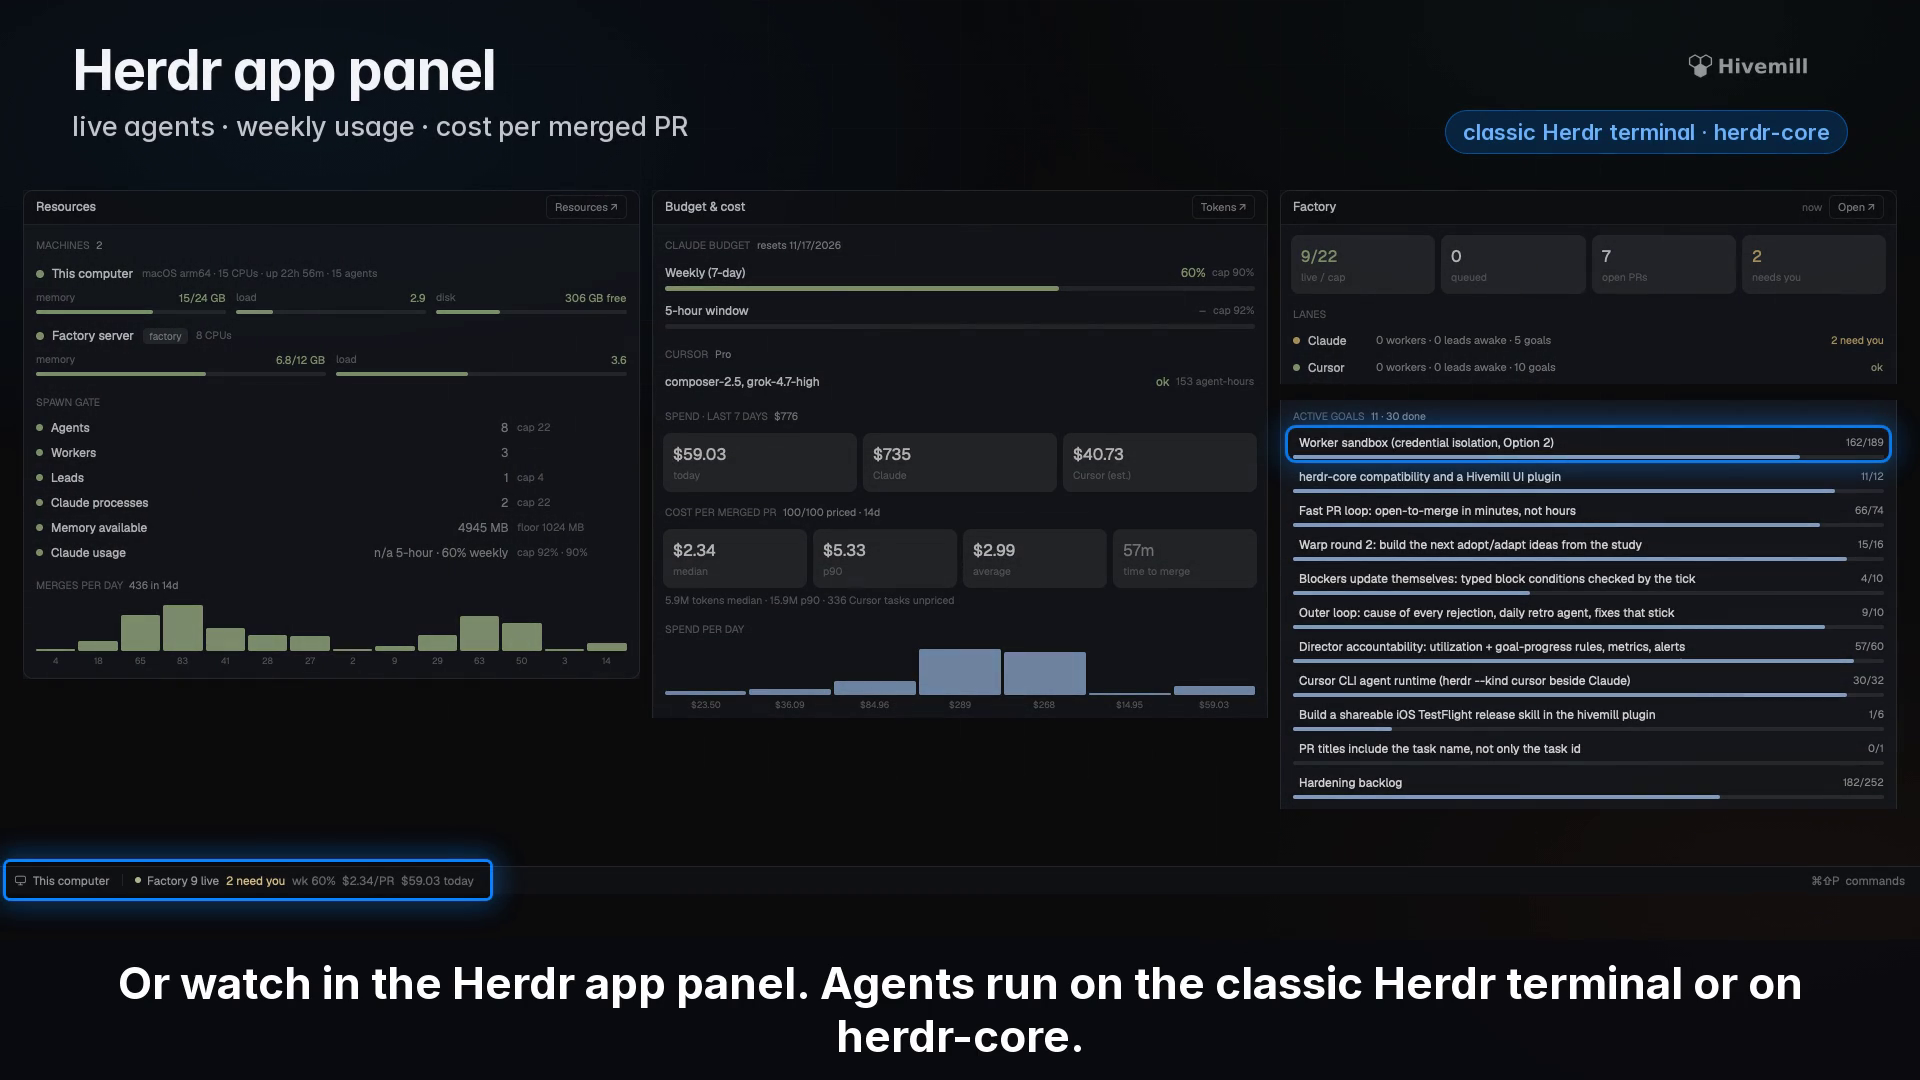 Herdr app panel
live agents · weekly usage · cost per merged PR
Hivemill
classic Herdr terminal · herdr-core
Resources
Resources ↗
MACHINES 2
This computer macOS arm64 · 15 CPUs · up 22h 56m · 15 agents
memory 15/24 GB load 2.9 disk 306 GB free
Factory server factory 8 CPUs
memory 6.8/12 GB load 3.6
SPAWN GATE
Agents 8 cap 22
Workers 3
Leads 1 cap 4
Claude processes 2 cap 22
Memory available 4945 MB floor 1024 MB
Claude usage n/a 5-hour · 60% weekly cap 92% · 90%
MERGES PER DAY 436 in 14d
4 18 65 83 41 28 27 2 9 29 63 50 3 14
Budget & cost
Tokens ↗
CLAUDE BUDGET resets 11/17/2026
Weekly (7-day) 60% cap 90%
5-hour window – cap 92%
CURSOR Pro
composer-2.5, grok-4.7-high ok 153 agent-hours
SPEND · LAST 7 DAYS $776
$59.03 $735 $40.73
today Claude Cursor (est.)
COST PER MERGED PR 100/100 priced · 14d
$2.34 $5.33 $2.99 57m
median p90 average time to merge
5.9M tokens median · 15.9M p90 · 336 Cursor tasks unpriced
SPEND PER DAY
$23.50 $36.09 $84.96 $289 $268 $14.95 $59.03
Factory
now Open ↗
9/22 0 7 2
live / cap queued open PRs needs you
LANES
Claude 0 workers · 0 leads awake · 5 goals 2 need you
Cursor 0 workers · 0 leads awake · 10 goals ok
ACTIVE GOALS 11 · 30 done
Worker sandbox (credential isolation, Option 2) 162/189
herdr-core compatibility and a Hivemill UI plugin 11/12
Fast PR loop: open-to-merge in minutes, not hours 66/74
Warp round 2: build the next adopt/adapt ideas from the study 15/16
Blockers update themselves: typed block conditions checked by the tick 4/10
Outer loop: cause of every rejection, daily retro agent, fixes that stick 9/10
Director accountability: utilization + goal-progress rules, metrics, alerts 57/60
Cursor CLI agent runtime (herdr --kind cursor beside Claude) 30/32
Build a shareable iOS TestFlight release skill in the hivemill plugin 1/6
PR titles include the task name, not only the task id 0/1
Hardening backlog 182/252
This computer Factory 9 live 2 need you wk 60% $2.34/PR $59.03 today
⌘⇧P commands
Or watch in the Herdr app panel. Agents run on the classic Herdr terminal or on
herdr-core.